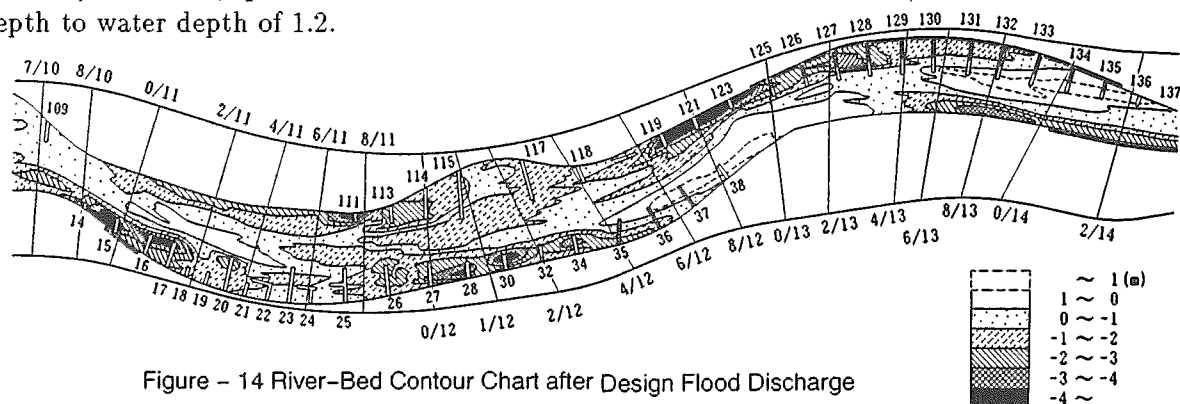 epth to water depth of 1.2.
7/10 8/10 0/11 2/11 4/11 6/11 8/11
109 111 113 114 115 117 118 119 121 123 125 126 127 128 129 130 131 132 133 134 135 136 137
14 15 16 17 18 19 20 21 22 23 24 25 26 27 28 30 32 34 35 36 37 38
0/12 1/12 2/12 4/12 6/12 8/12 0/13 2/13 4/13 6/13 8/13 0/14 2/14
~ 1 (m)
1 ~ 0
0 ~ -1
-1 ~ -2
-2 ~ -3
-3 ~ -4
-4 ~
Figure - 14 River-Bed Contour Chart after Design Flood Discharge